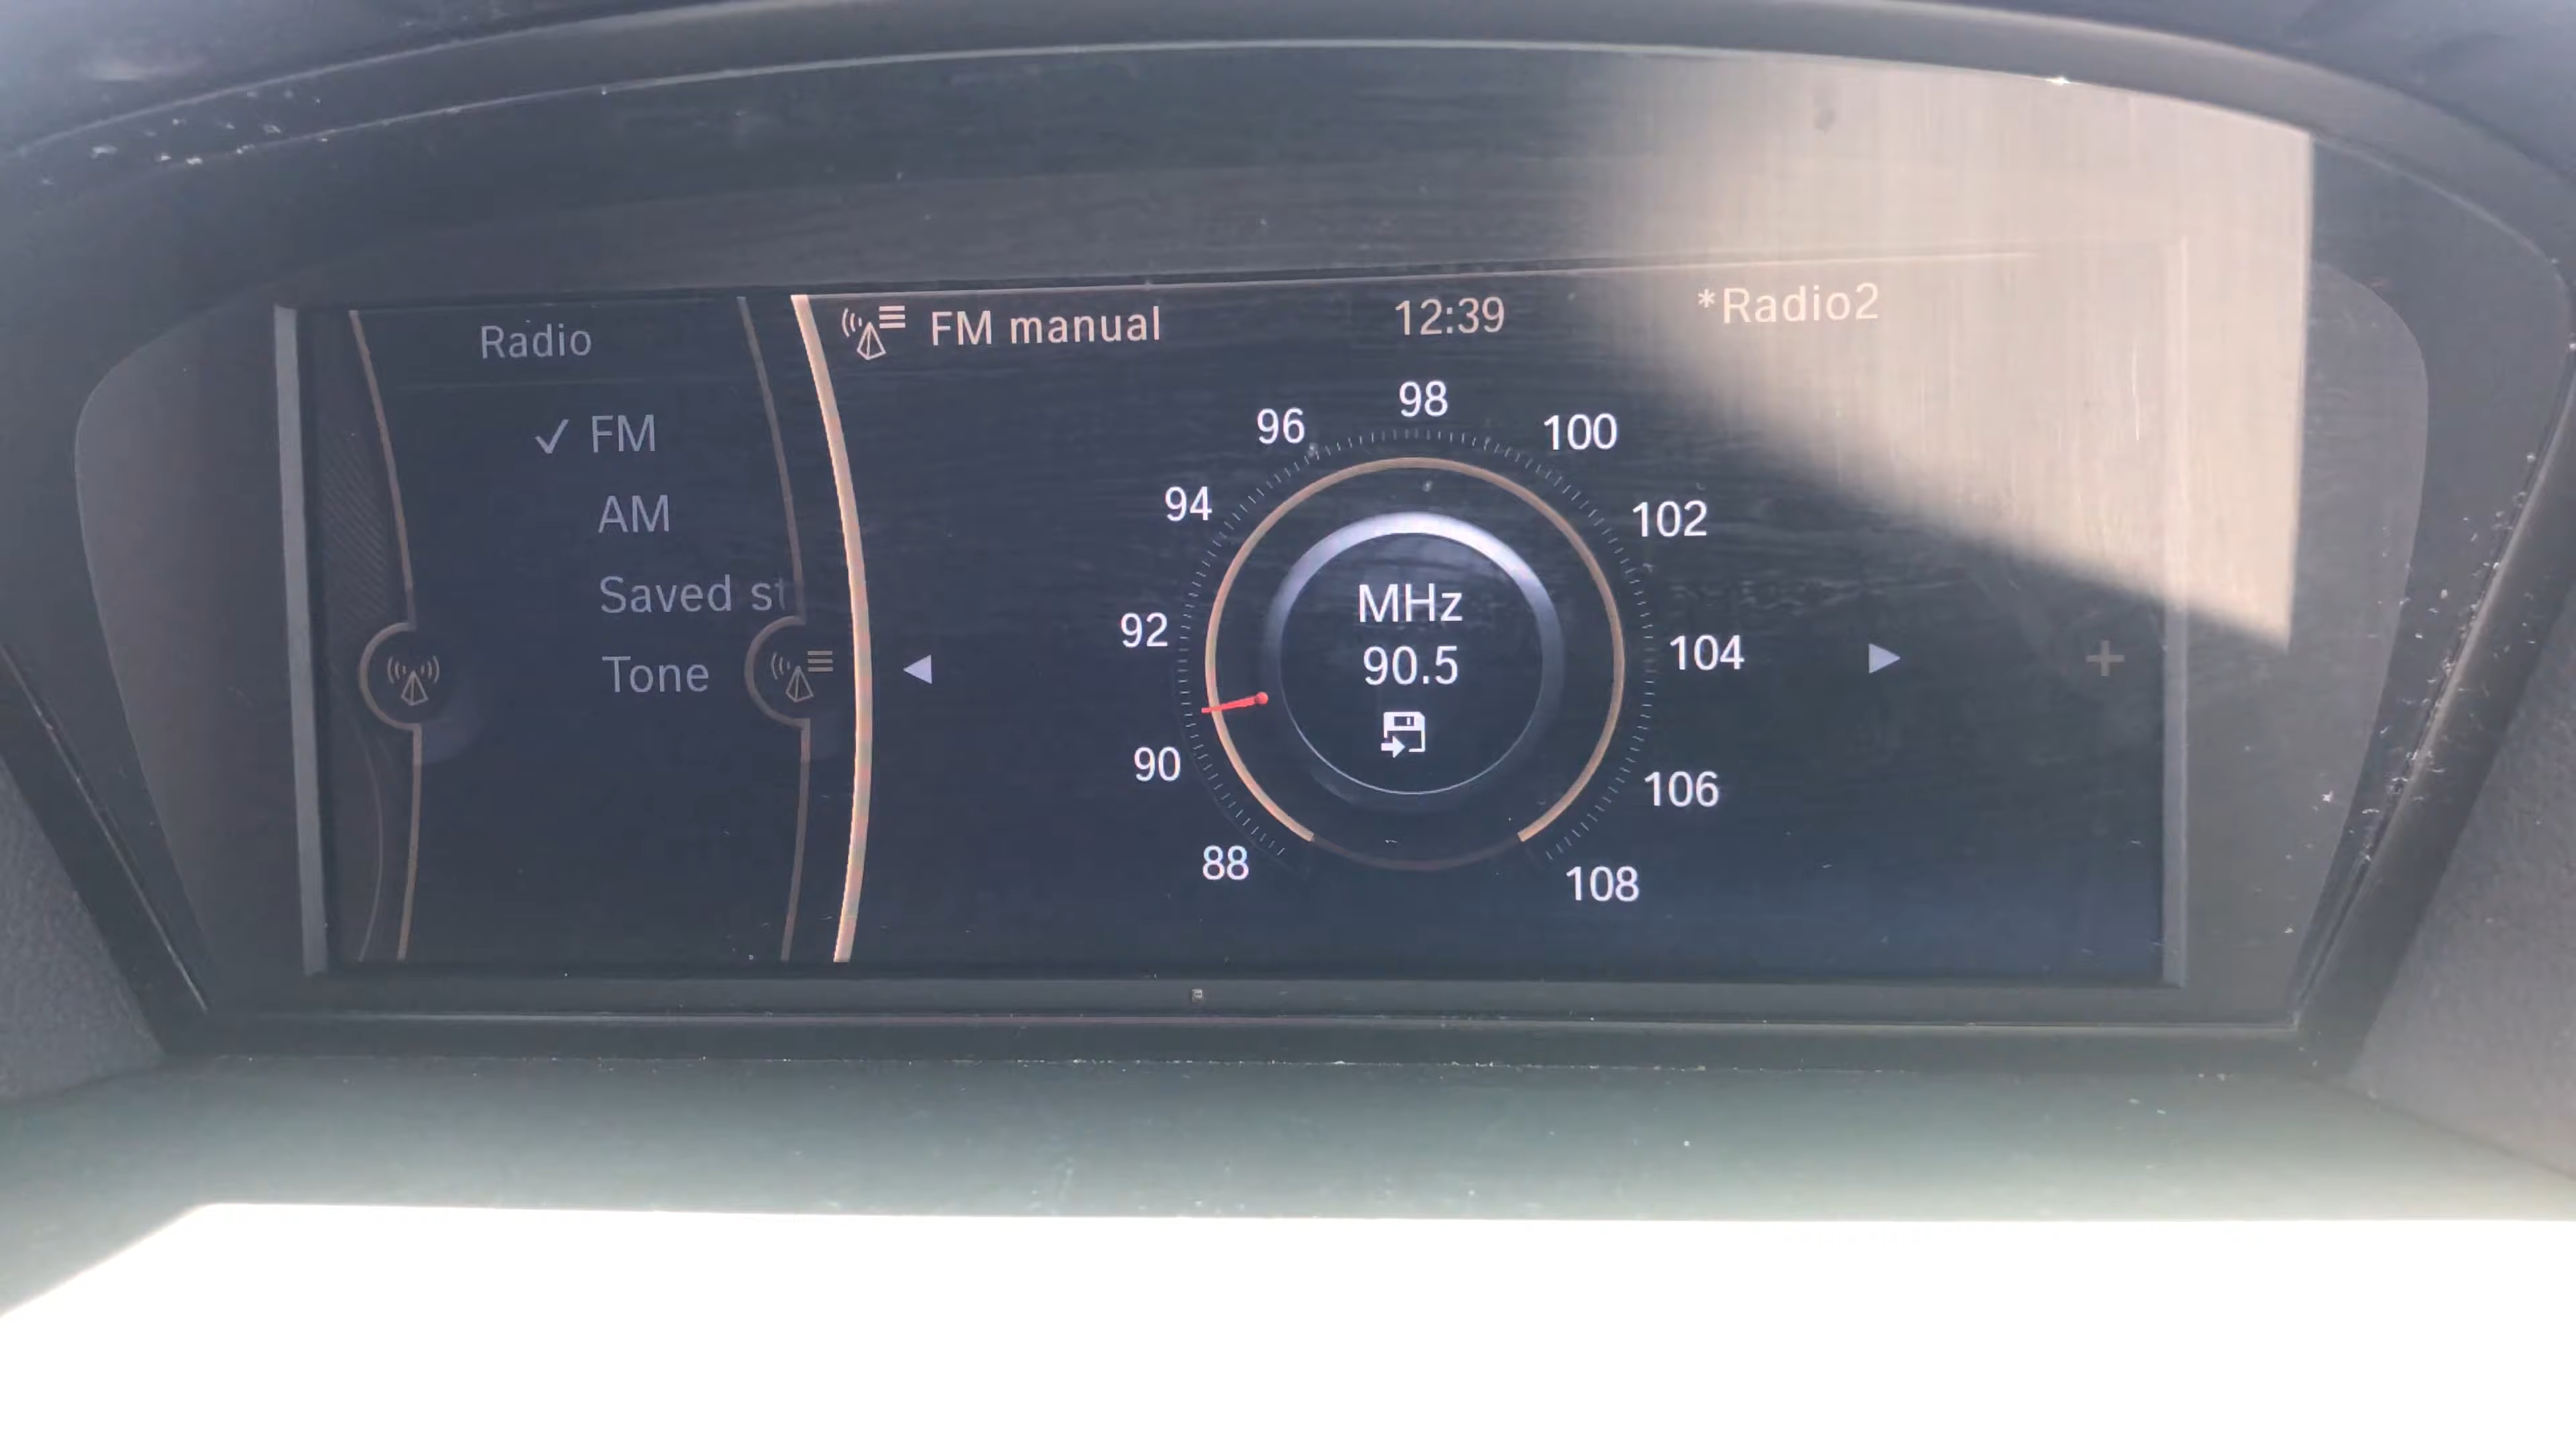 Radio
✓ FM
AM
Saved st
Tone
FM manual
12:39
*Radio2
98
96
100
94
102
92
104
90
106
88
108
MHz
90.5
+